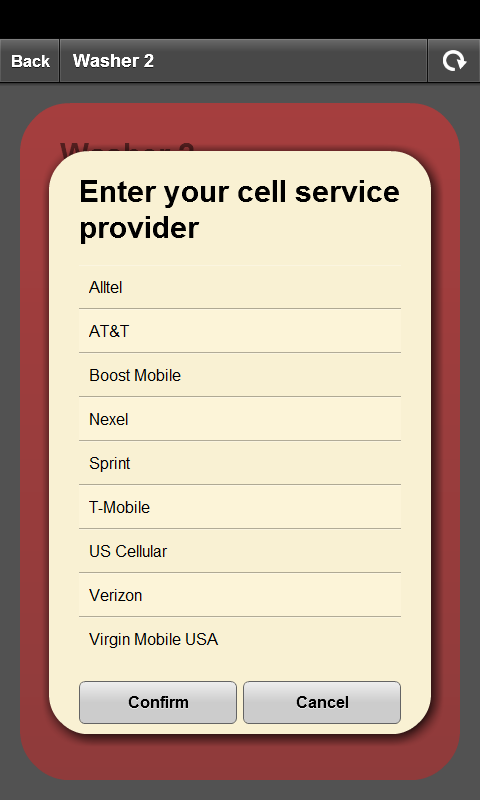 Back
Washer 2
Washer 2
Enter your cell service
provider
Alltel
AT&T
Boost Mobile
Nexel
Sprint
T-Mobile
US Cellular
Verizon
Virgin Mobile USA
Confirm
Cancel